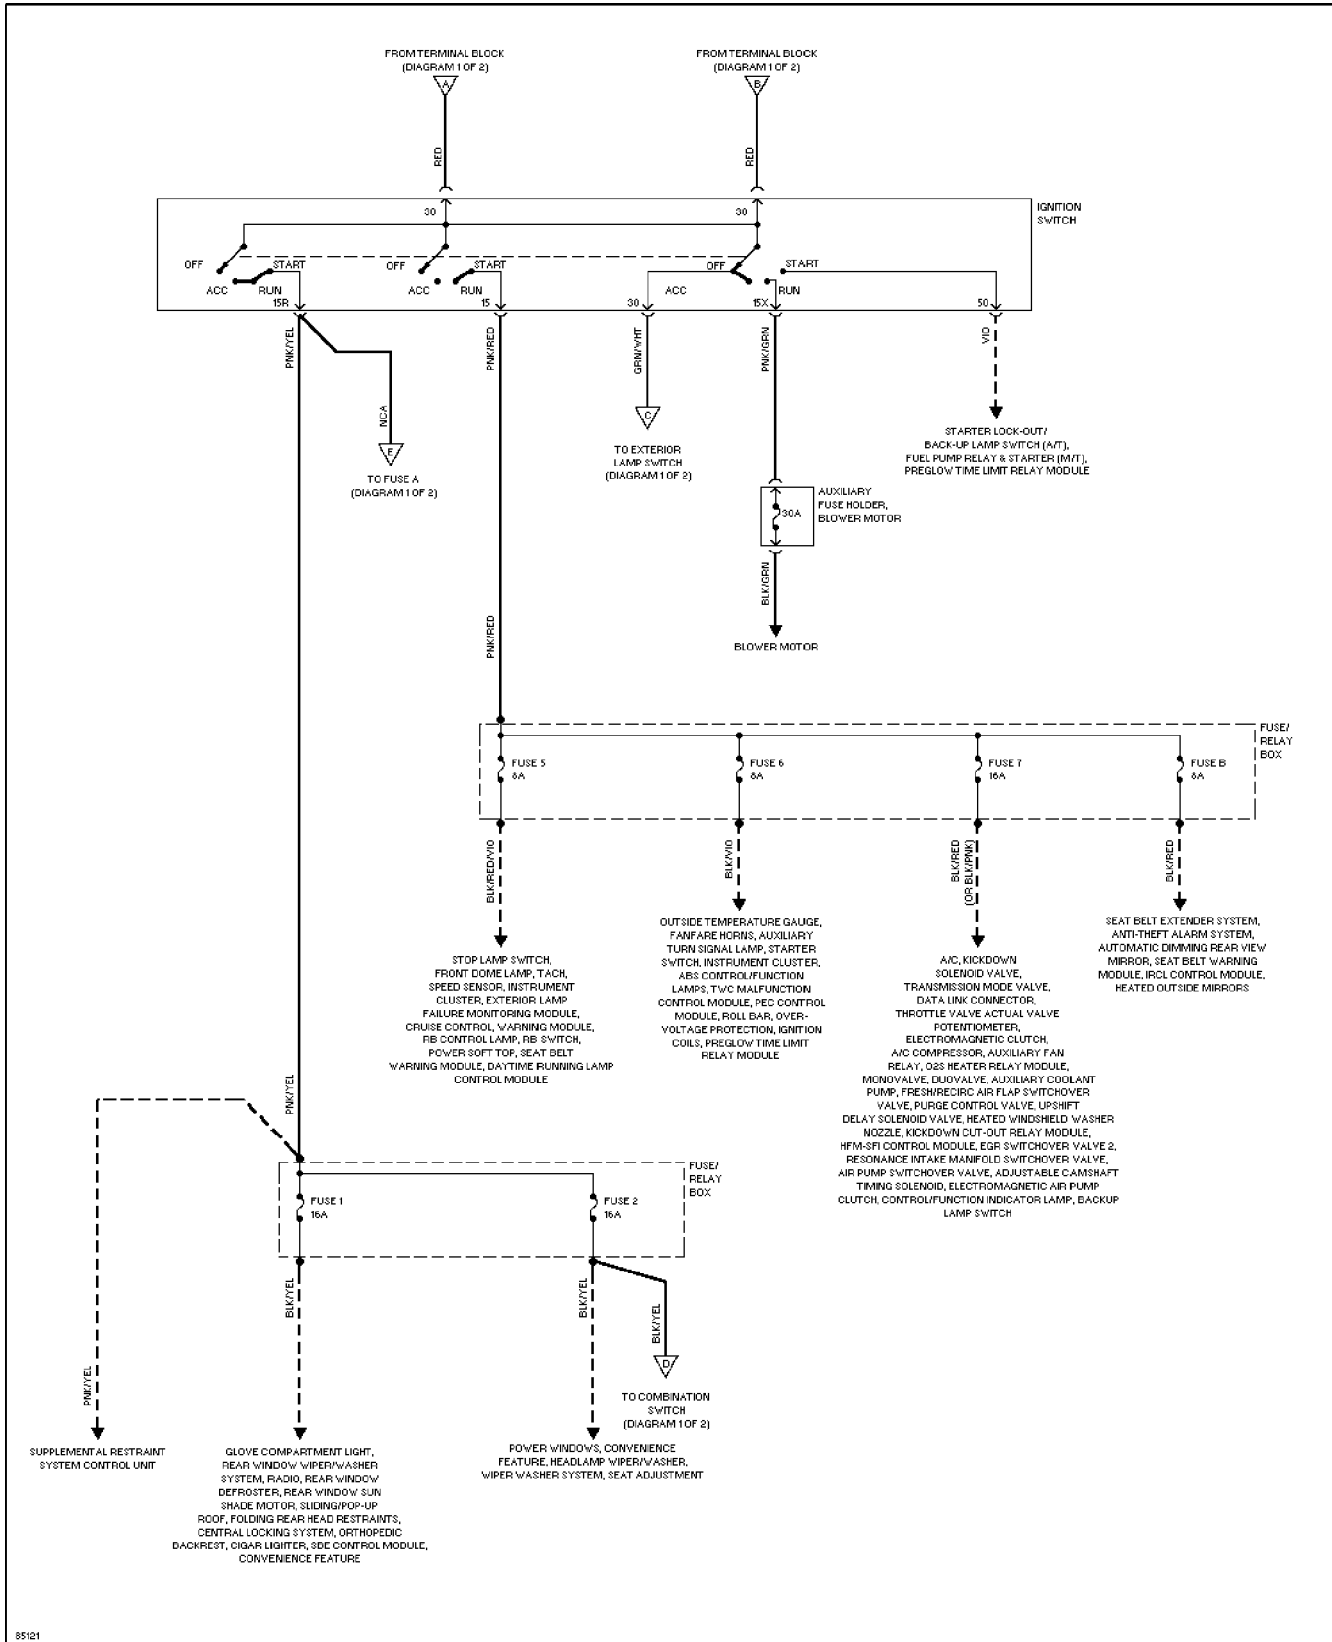 FROM TERMINAL BLOCK
(DIAGRAM 1 OF 2)
A
FROM TERMINAL BLOCK
(DIAGRAM 1 OF 2)
B
RED
RED
30
30
IGNITION
SWITCH
OFF
START
ACC
RUN
15R
OFF
START
ACC
RUN
15
OFF
START
ACC
RUN
30
15X
50
PNK/YEL
PNK/RED
GRN/WHT
PNK/GRN
VIO
NCA
E
TO FUSE A
(DIAGRAM 1 OF 2)
C
TO EXTERIOR
LAMP SWITCH
(DIAGRAM 1 OF 2)
STARTER LOCK-OUT/
BACK-UP LAMP SWITCH (A/T),
FUEL PUMP RELAY & STARTER (M/T),
PREGLOW TIME LIMIT RELAY MODULE
AUXILIARY
FUSE HOLDER,
BLOWER MOTOR
30A
BLK/GRN
BLOWER MOTOR
PNK/RED
FUSE/
RELAY
BOX
FUSE 5
8A
FUSE 6
8A
FUSE 7
16A
FUSE B
8A
BLK/RED/VIO
BLK/VIO
BLK/RED
(OR BLK/PNK)
BLK/RED
STOP LAMP SWITCH,
FRONT DOME LAMP, TACH,
SPEED SENSOR, INSTRUMENT
CLUSTER, EXTERIOR LAMP
FAILURE MONITORING MODULE,
CRUISE CONTROL, WARNING MODULE,
RB CONTROL LAMP, RB SWITCH,
POWER SOFT TOP, SEAT BELT
WARNING MODULE, DAYTIME RUNNING LAMP
CONTROL MODULE
OUTSIDE TEMPERATURE GAUGE,
FANFARE HORNS, AUXILIARY
TURN SIGNAL LAMP, STARTER
SWITCH, INSTRUMENT CLUSTER,
ABS CONTROL/FUNCTION
LAMPS, TWC MALFUNCTION
CONTROL MODULE, PEC CONTROL
MODULE, ROLL BAR, OVER-
VOLTAGE PROTECTION, IGNITION
COILS, PREGLOW TIME LIMIT
RELAY MODULE
A/C, KICKDOWN
SOLENOID VALVE,
TRANSMISSION MODE VALVE,
DATA LINK CONNECTOR,
THROTTLE VALVE ACTUAL VALVE
POTENTIOMETER,
ELECTROMAGNETIC CLUTCH,
A/C COMPRESSOR, AUXILIARY FAN
RELAY, O2S HEATER RELAY MODULE,
MONOVALVE, DUOVALVE, AUXILIARY COOLANT
PUMP, FRESH/RECIRC AIR FLAP SWITCHOVER
VALVE, PURGE CONTROL VALVE, UPSHIFT
DELAY SOLENOID VALVE, HEATED WINDSHIELD WASHER
NOZZLE, KICKDOWN CUT-OUT RELAY MODULE,
HFM-SFI CONTROL MODULE, EGR SWITCHOVER VALVE 2,
RESONANCE INTAKE MANIFOLD SWITCHOVER VALVE,
AIR PUMP SWITCHOVER VALVE, ADJUSTABLE CAMSHAFT
TIMING SOLENOID, ELECTROMAGNETIC AIR PUMP
CLUTCH, CONTROL/FUNCTION INDICATOR LAMP, BACKUP
LAMP SWITCH
SEAT BELT EXTENDER SYSTEM,
ANTI-THEFT ALARM SYSTEM,
AUTOMATIC DIMMING REAR VIEW
MIRROR, SEAT BELT WARNING
MODULE, IRCL CONTROL MODULE,
HEATED OUTSIDE MIRRORS
PNK/YEL
FUSE/
RELAY
BOX
FUSE 1
16A
FUSE 2
16A
BLK/YEL
BLK/YEL
BLK/YEL
PNK/YEL
D
TO COMBINATION
SWITCH
(DIAGRAM 1 OF 2)
SUPPLEMENTAL RESTRAINT
SYSTEM CONTROL UNIT
GLOVE COMPARTMENT LIGHT,
REAR WINDOW WIPER/WASHER
SYSTEM, RADIO, REAR WINDOW
DEFROSTER, REAR WINDOW SUN
SHADE MOTOR, SLIDING/POP-UP
ROOF, FOLDING REAR HEAD RESTRAINTS,
CENTRAL LOCKING SYSTEM, ORTHOPEDIC
BACKREST, CIGAR LIGHTER, SDE CONTROL MODULE,
CONVENIENCE FEATURE
POWER WINDOWS, CONVENIENCE
FEATURE, HEADLAMP WIPER/WASHER,
WIPER WASHER SYSTEM, SEAT ADJUSTMENT
85121